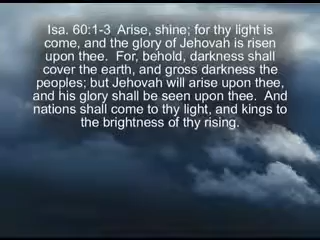 Isa. 60:1-3  Arise, shine; for thy light is
come, and the glory of Jehovah is risen
upon thee.  For, behold, darkness shall
cover the earth, and gross darkness the
peoples; but Jehovah will arise upon thee,
and his glory shall be seen upon thee.  And
nations shall come to thy light, and kings to
the brightness of thy rising.